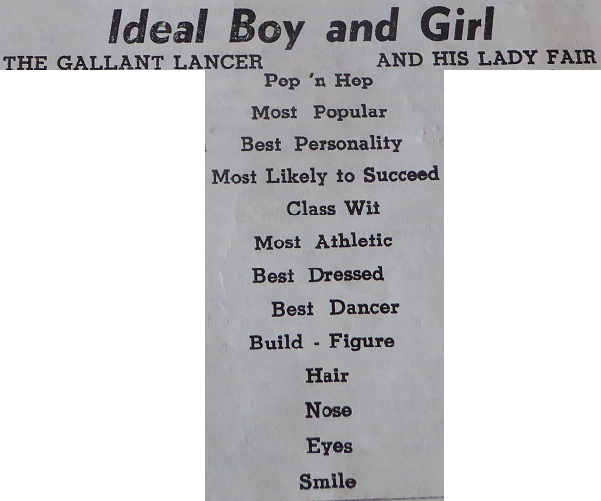 Ideal Boy and Girl
THE GALLANT LANCER AND HIS LADY FAIR
Pep 'n Hep
Most Popular
Best Personality
Most Likely to Succeed
Class Wit
Most Athletic
Best Dressed
Best Dancer
Build - Figure
Hair
Nose
Eyes
Smile